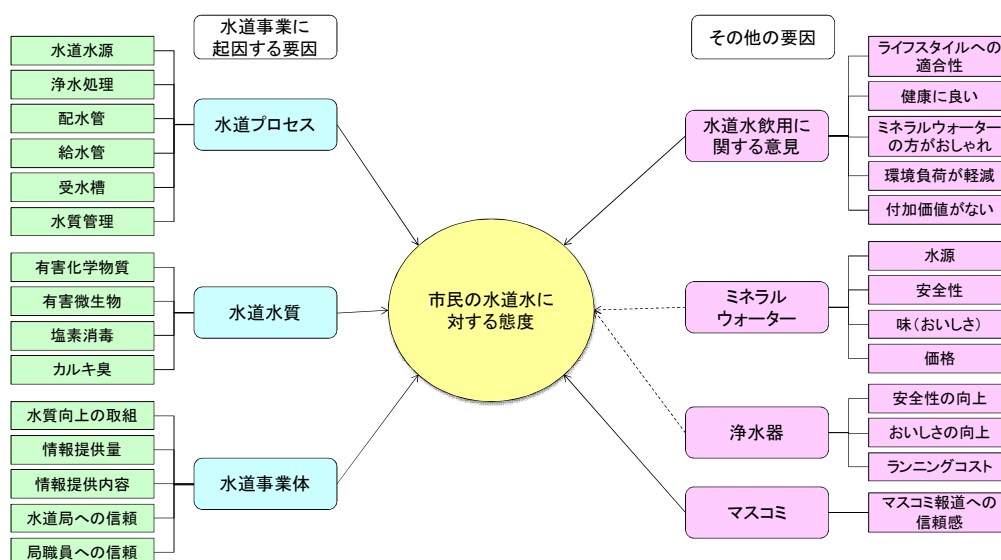 水道事業に
起因する要因
水道水源
浄水処理
配水管
給水管
受水槽
水質管理
水道プロセス
有害化学物質
有害微生物
塩素消毒
カルキ臭
水道水質
水質向上の取組
情報提供量
情報提供内容
水道局への信頼
局職員への信頼
水道事業体
市民の水道水に
対する態度
その他の要因
水道水飲用に
関する意見
ライフスタイルへの
適合性
健康に良い
ミネラルウォーター
の方がおしゃれ
環境負荷が軽減
付加価値がない
ミネラル
ウォーター
水源
安全性
味(おいしさ)
価格
浄水器
安全性の向上
おいしさの向上
ランニングコスト
マスコミ
マスコミ報道への
信頼感